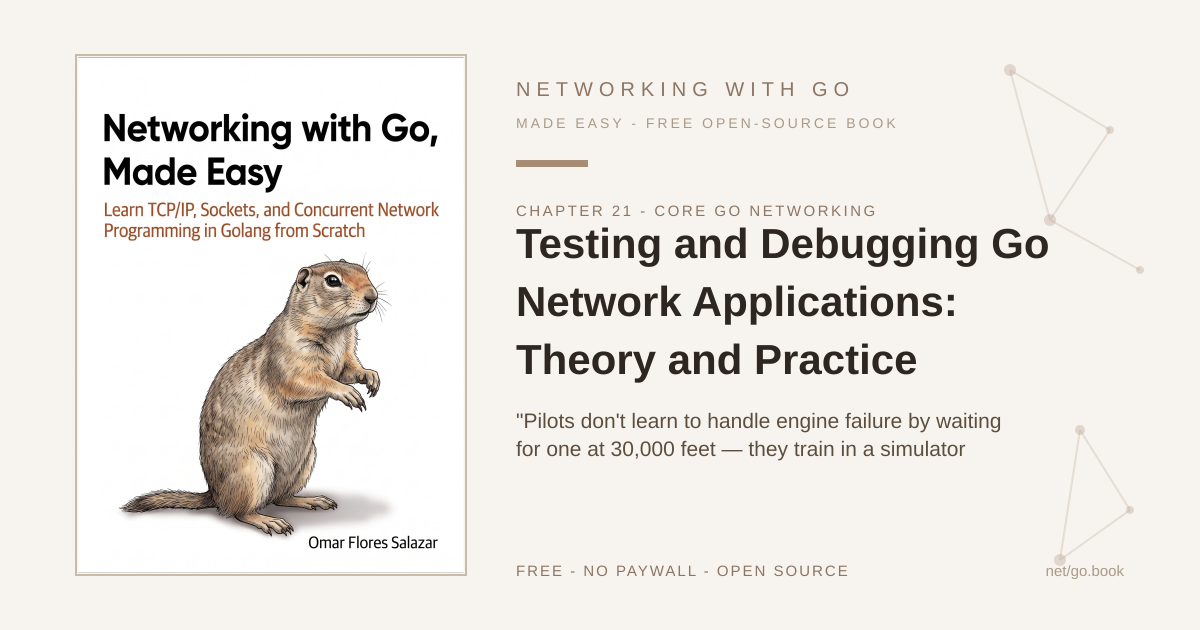 Networking with Go,
Made Easy
Learn TCP/IP, Sockets, and Concurrent Network
Programming in Golang from Scratch
Omar Flores Salazar
NETWORKING WITH GO
MADE EASY - FREE OPEN-SOURCE BOOK
CHAPTER 21 - CORE GO NETWORKING
Testing and Debugging Go
Network Applications:
Theory and Practice
"Pilots don't learn to handle engine failure by waiting
for one at 30,000 feet — they train in a simulator
FREE - NO PAYWALL - OPEN SOURCE
net/go.book